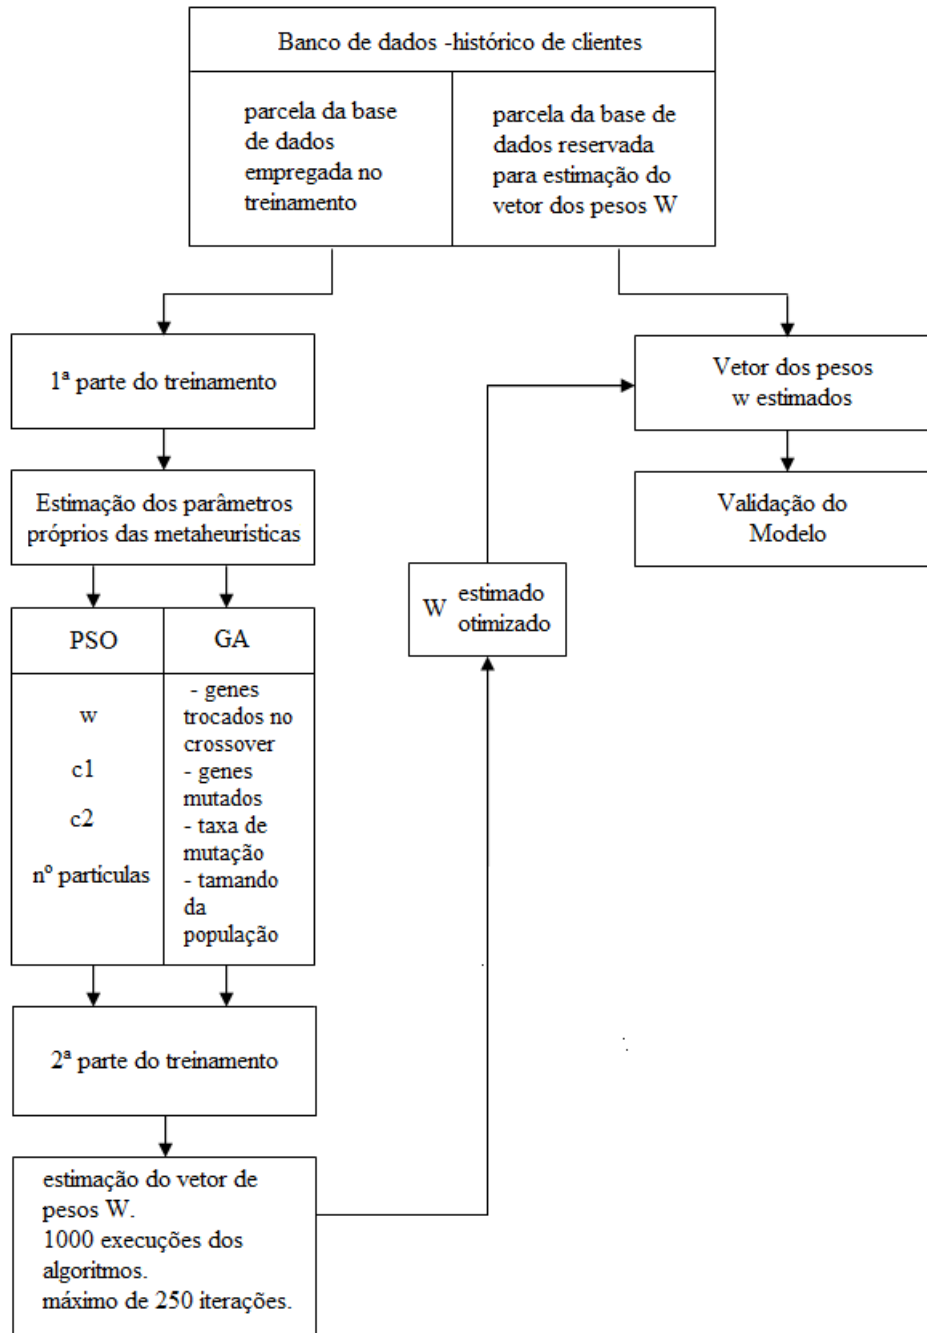 Banco de dados -histórico de clientes
parcela da base
de dados
empregada no
treinamento
parcela da base de
dados reservada
para estimação do
vetor dos pesos W
1ª parte do treinamento
Estimação dos parâmetros
próprios das metaheurísticas
PSO
w
c1
c2
nº partículas
GA
- genes
trocados no
crossover
- genes
mutados
- taxa de
mutação
- tamando
da
população
2ª parte do treinamento
estimação do vetor de
pesos W.
1000 execuções dos
algoritmos.
máximo de 250 iterações.
W estimado
otimizado
Vetor dos pesos
w estimados
Validação do
Modelo